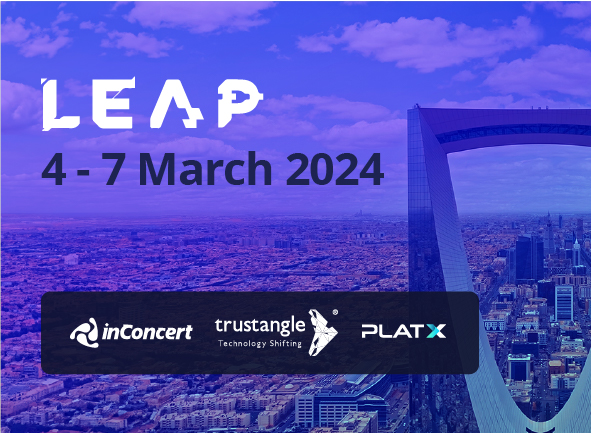 LEAP
4 - 7 March 2024
inConcert
trustangle ®
Technology Shifting
PLATX